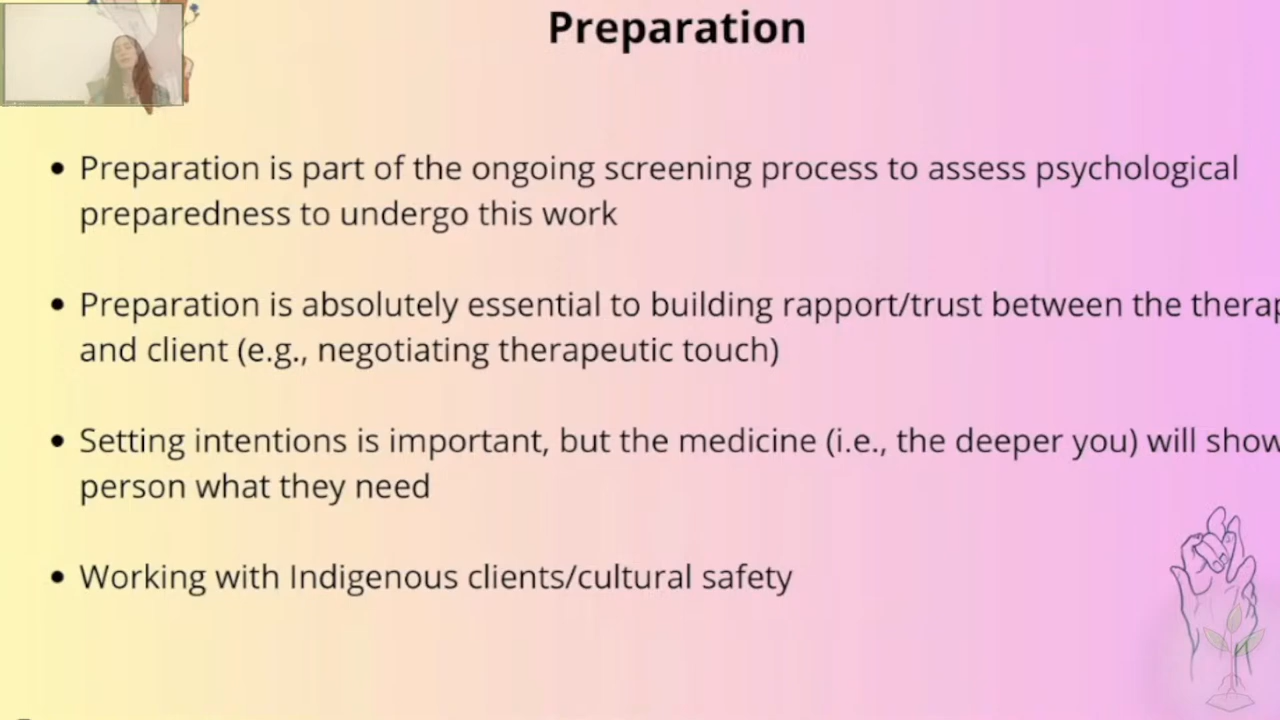 Preparation
• Preparation is part of the ongoing screening process to assess psychological
preparedness to undergo this work
• Preparation is absolutely essential to building rapport/trust between the therap
and client (e.g., negotiating therapeutic touch)
• Setting intentions is important, but the medicine (i.e., the deeper you) will show
person what they need
• Working with Indigenous clients/cultural safety